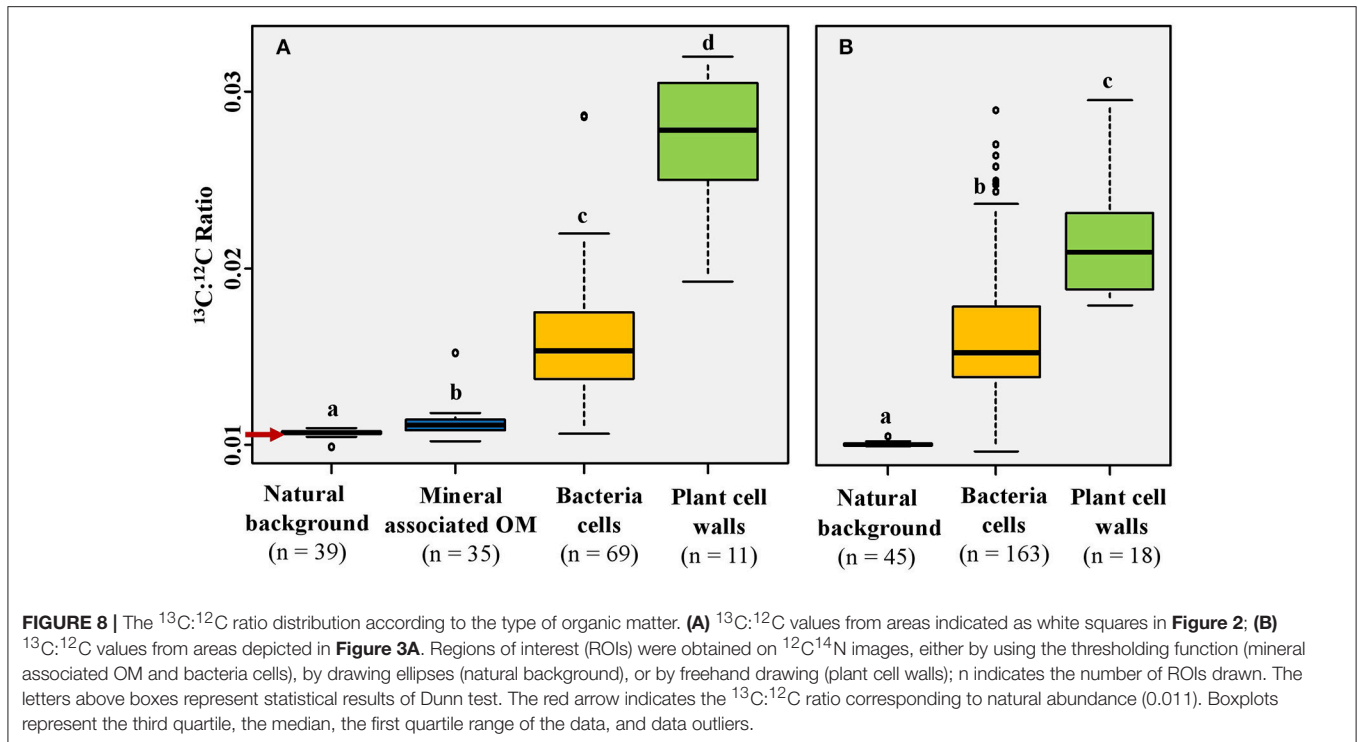 A
B
¹³C:¹²C Ratio
0.03
0.02
0.01
a
b
c
d
a
b
c
Natural background (n = 39)
Mineral associated OM (n = 35)
Bacteria cells (n = 69)
Plant cell walls (n = 11)
Natural background (n = 45)
Bacteria cells (n = 163)
Plant cell walls (n = 18)
FIGURE 8 | The ¹³C:¹²C ratio distribution according to the type of organic matter. (A) ¹³C:¹²C values from areas indicated as white squares in Figure 2; (B)
¹³C:¹²C values from areas depicted in Figure 3A. Regions of interest (ROIs) were obtained on ¹²C¹⁴N images, either by using the thresholding function (mineral
associated OM and bacteria cells), by drawing ellipses (natural background), or by freehand drawing (plant cell walls); n indicates the number of ROIs drawn. The
letters above boxes represent statistical results of Dunn test. The red arrow indicates the ¹³C:¹²C ratio corresponding to natural abundance (0.011). Boxplots
represent the third quartile, the median, the first quartile range of the data, and data outliers.